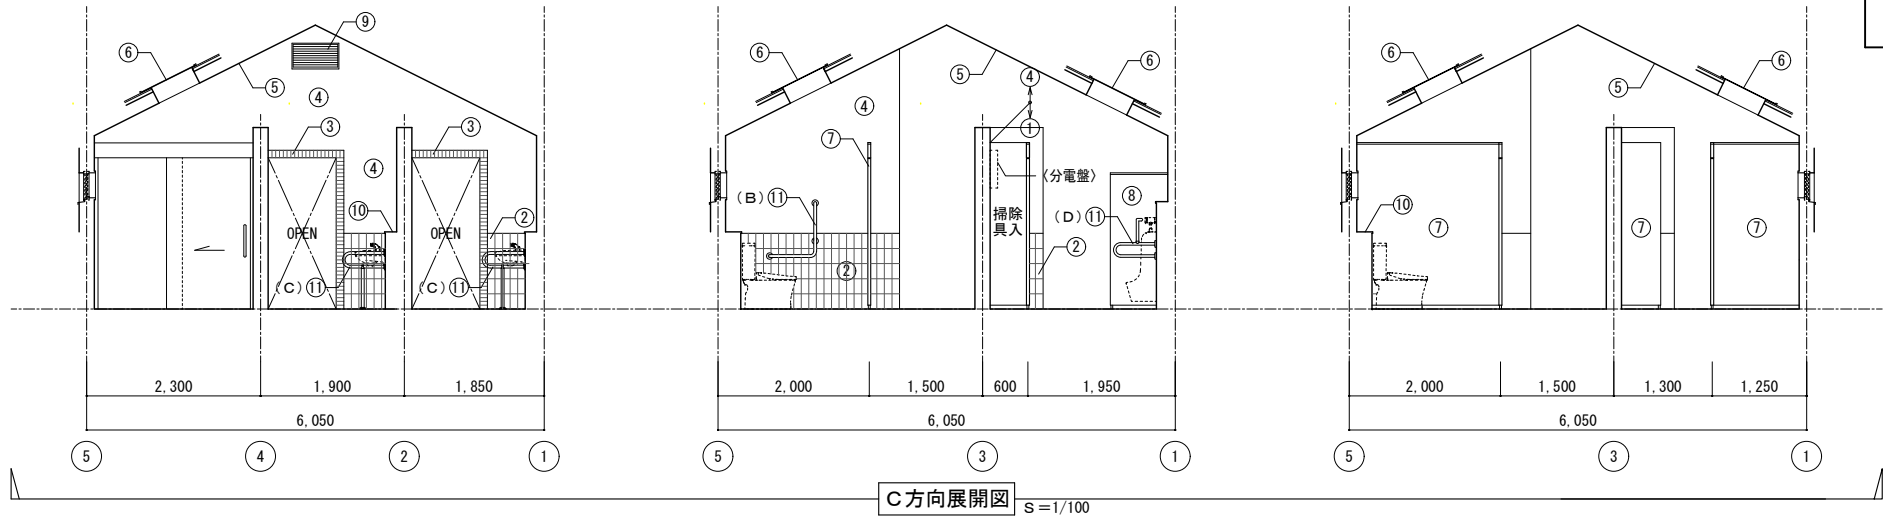 ⑨
⑥ ⑥ ⑥ ⑥ ⑥
⑤ ⑤ ⑤
④ ④ ④
③ ③ ① ⑦
④ 〈分電盤〉
⑩ ② (B)⑪ 掃除具入 (D)⑪ ⑧ ⑩
OPEN OPEN ② ⑦ ⑦ ⑦
(C)⑪ (C)⑪ ②
2,300 1,900 1,850 2,000 1,500 600 1,950 2,000 1,500 1,300 1,250
6,050 6,050 6,050
⑤ ④ ② ① ⑤ ③ ① ⑤ ③ ①
C方向展開図 S=1/100